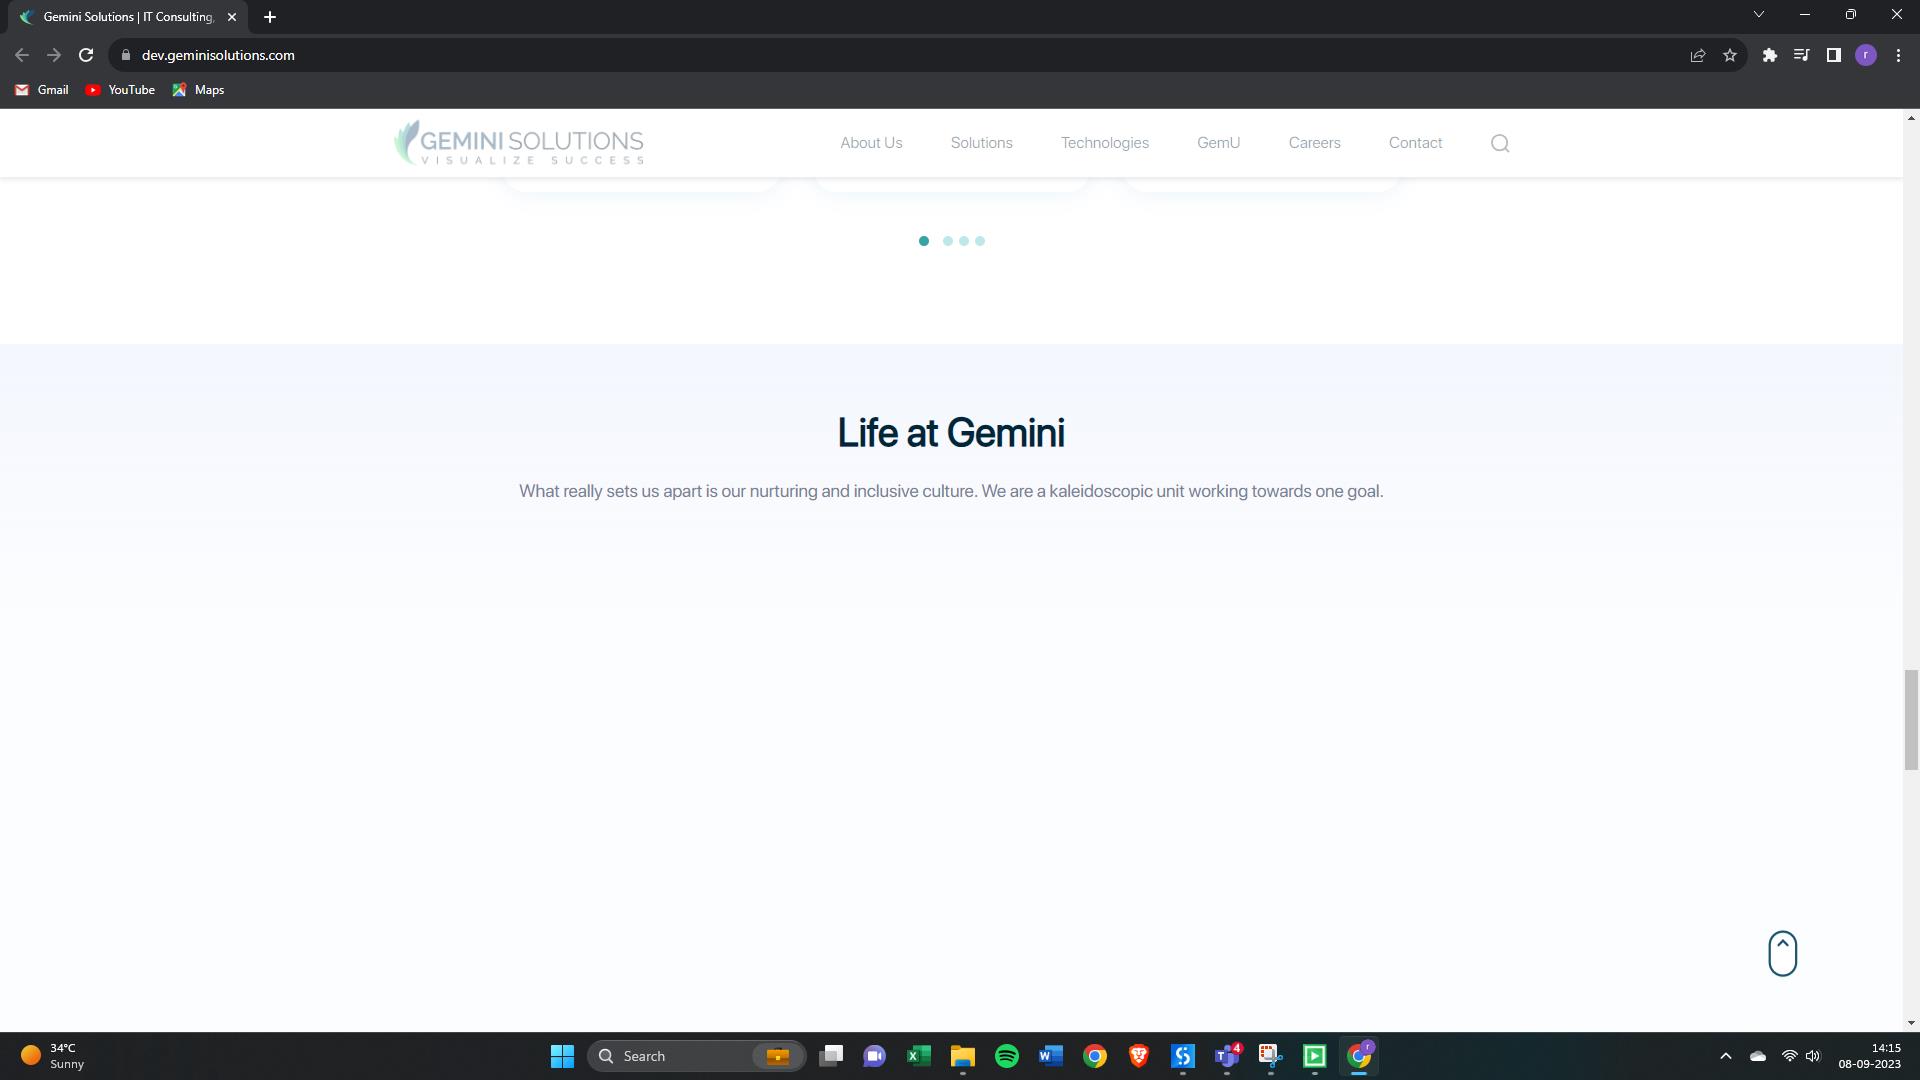 Gemini Solutions | IT Consulting,
dev.geminisolutions.com
r
Gmail
YouTube
Maps
GEMINI SOLUTIONS
VISUALIZE SUCCESS
About Us
Solutions
Technologies
GemU
Careers
Contact
Life at Gemini
What really sets us apart is our nurturing and inclusive culture. We are a kaleidoscopic unit working towards one goal.
34°C
Sunny
Search
4
r
14:15
08-09-2023